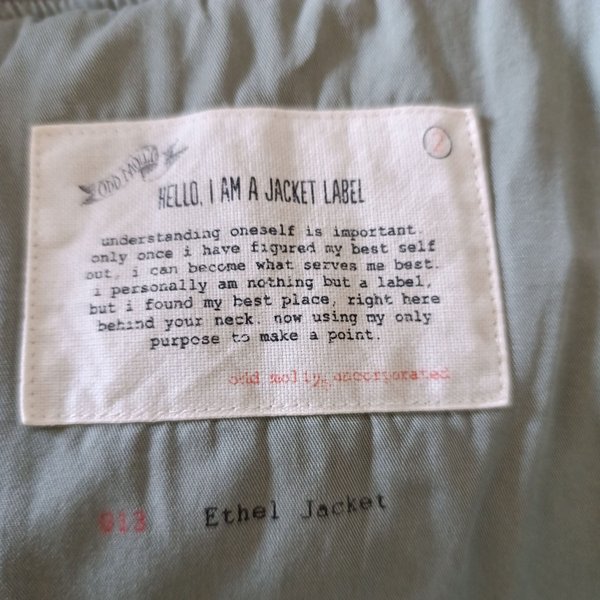 ODD MOLLY
2
HELLO, I AM A JACKET LABEL
understanding oneself is important.
only once i have figured my best self
out, i can become what serves me best.
i personally am nothing but a label,
but i found my best place, right here
behind your neck. now using my only
purpose to make a point.
odd molly uncorporated
013 Ethel Jacket